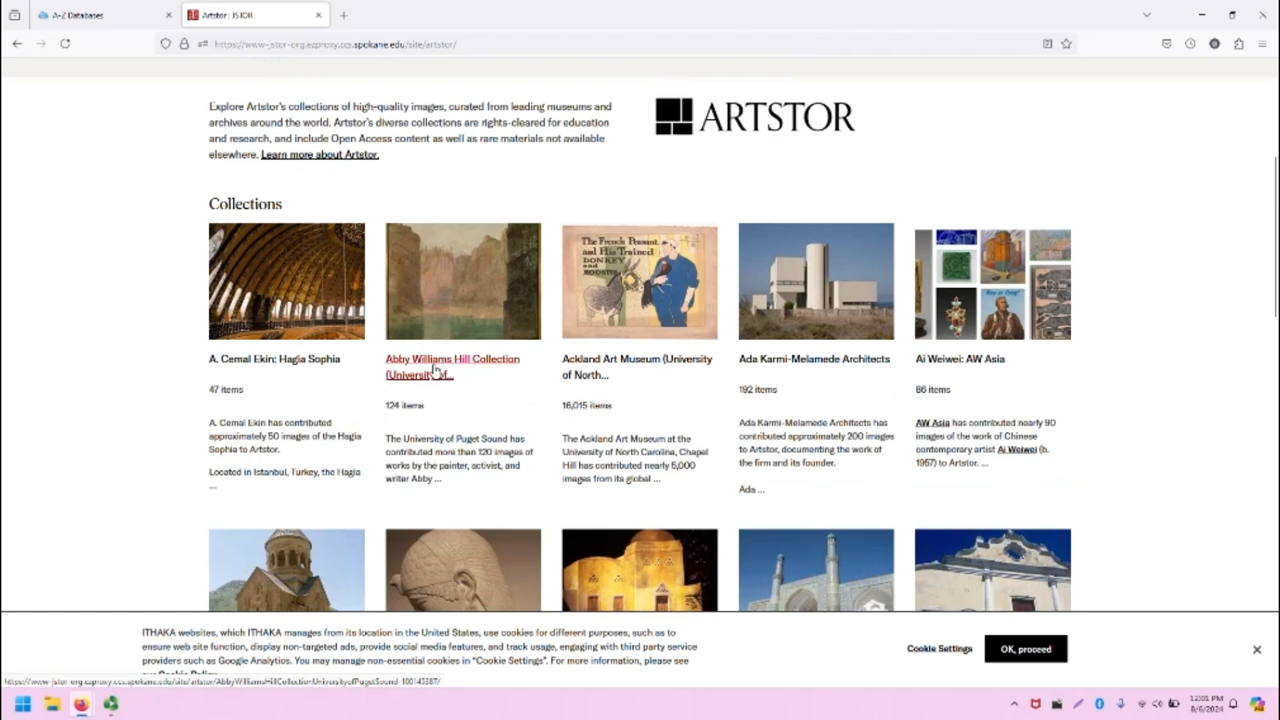 A-Z Databases
Artstor | JSTOR
https://www-jstor-org.ezproxy.ccs.spokane.edu/site/artstor/
Explore Artstor's collections of high-quality images, curated from leading museums and
archives around the world. Artstor's diverse collections are rights-cleared for education
and research, and include Open Access content as well as rare materials not available
elsewhere. Learn more about Artstor.
ARTSTOR
Collections
The French Peasant
and His Trained
DONKEY
and
ROOSTER
A. Cemal Ekin: Hagia Sophia
47 items
A. Cemal Ekin has contributed
approximately 50 images of the Hagia
Sophia to Artstor.
Located in Istanbul, Turkey, the Hagia
...
Abby Williams Hill Collection
(University of...
124 items
The University of Puget Sound has
contributed more than 120 images of
works by the painter, activist, and
writer Abby ...
Ackland Art Museum (University
of North...
16,015 items
The Ackland Art Museum at the
University of North Carolina, Chapel
Hill has contributed nearly 5,000
images from its global ...
Ada Karmi-Melamede Architects
192 items
Ada Karmi-Melamede Architects has
contributed approximately 200 images
to Artstor, documenting the work of
the firm and its founder.
Ada ...
Ai Weiwei: AW Asia
86 items
AW Asia has contributed nearly 90
images of the work of Chinese
contemporary artist Ai Weiwei (b.
1957) to Artstor. ...
ITHAKA websites, which ITHAKA manages from its location in the United States, use cookies for different purposes, such as to
ensure web site function, display non-targeted ads, provide social media features, and track usage, engaging with third party service
providers such as Google Analytics. You may manage non-essential cookies in "Cookie Settings". For more information, please see
our Cookie Policy.
Cookie Settings
OK, proceed
https://www-jstor-org.ezproxy.ccs.spokane.edu/site/artstor/AbbyWilliamsHillCollectionUniversityofPugetSound-100145387/
12:01 PM
8/6/2024